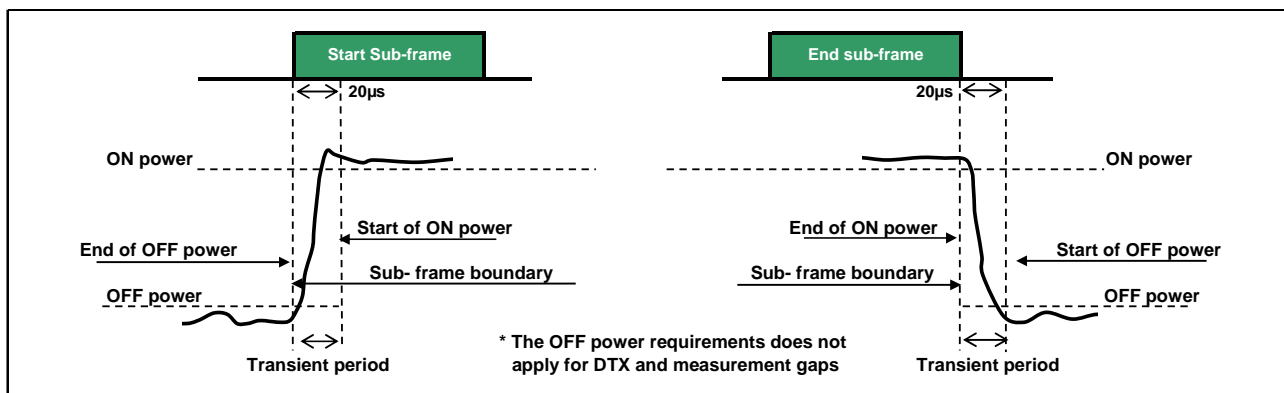 Start Sub-frame
End sub-frame
20µs
20µs
ON power
ON power
Start of ON power
End of ON power
End of OFF power
Start of OFF power
Sub- frame boundary
Sub- frame boundary
OFF power
OFF power
* The OFF power requirements does not
apply for DTX and measurement gaps
Transient period
Transient period